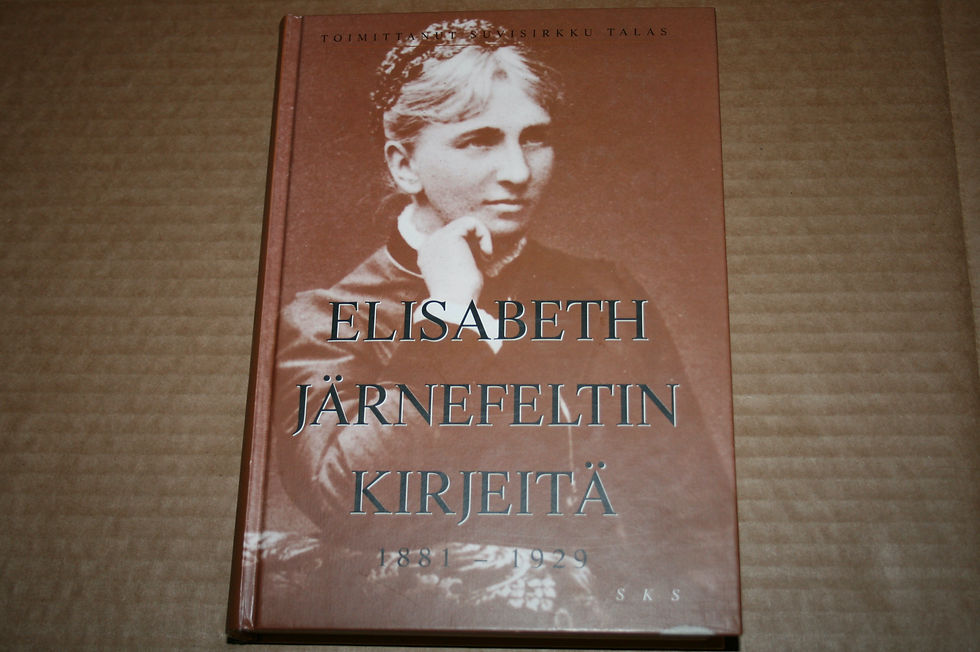 TOIMITTANUT SUVISIRKKU TALAS
ELISABETH
JÄRNEFELTIN
KIRJEITÄ
1881 – 1929
SKS